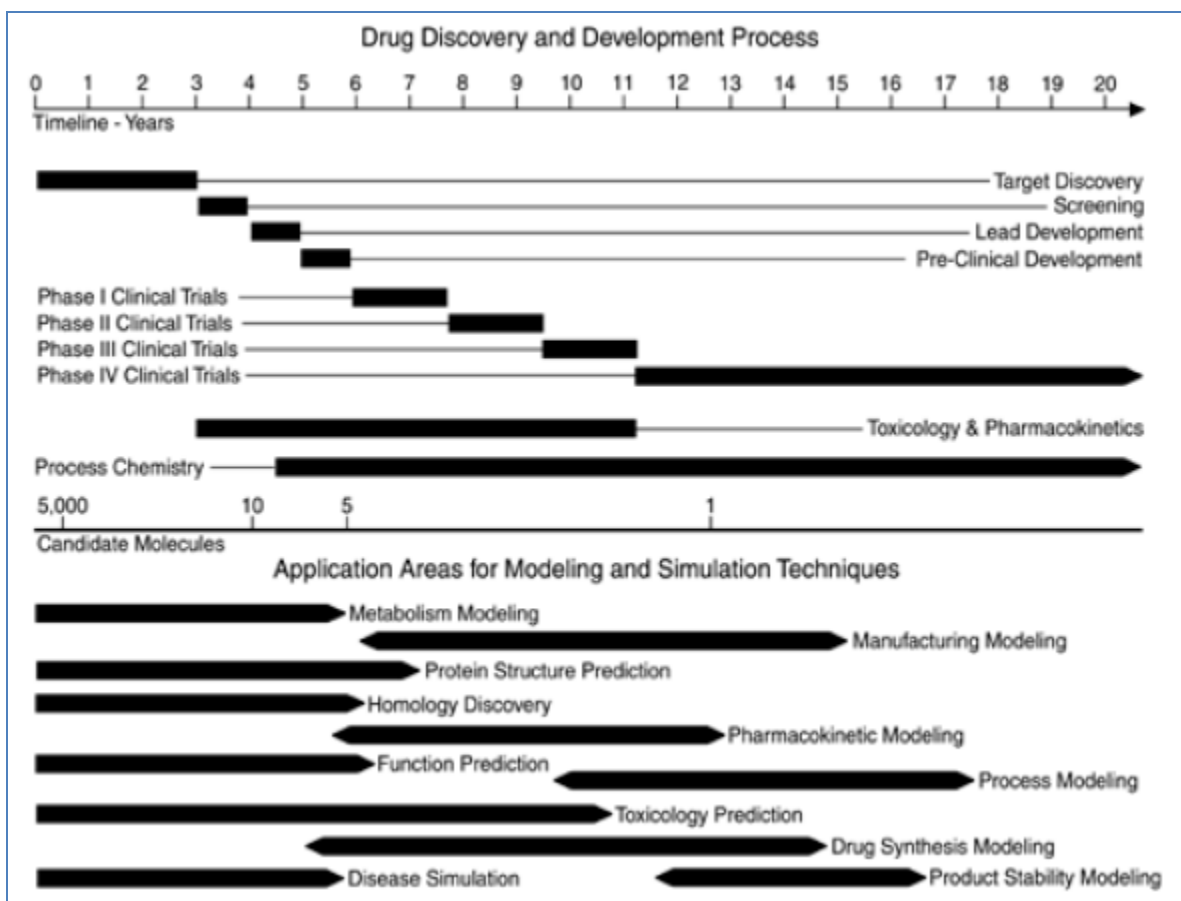 Drug Discovery and Development Process
0 1 2 3 4 5 6 7 8 9 10 11 12 13 14 15 16 17 18 19 20
Timeline - Years
Target Discovery
Screening
Lead Development
Pre-Clinical Development
Phase I Clinical Trials
Phase II Clinical Trials
Phase III Clinical Trials
Phase IV Clinical Trials
Toxicology & Pharmacokinetics
Process Chemistry
5,000 10 5 1
Candidate Molecules
Application Areas for Modeling and Simulation Techniques
Metabolism Modeling
Manufacturing Modeling
Protein Structure Prediction
Homology Discovery
Pharmacokinetic Modeling
Function Prediction
Process Modeling
Toxicology Prediction
Drug Synthesis Modeling
Disease Simulation
Product Stability Modeling